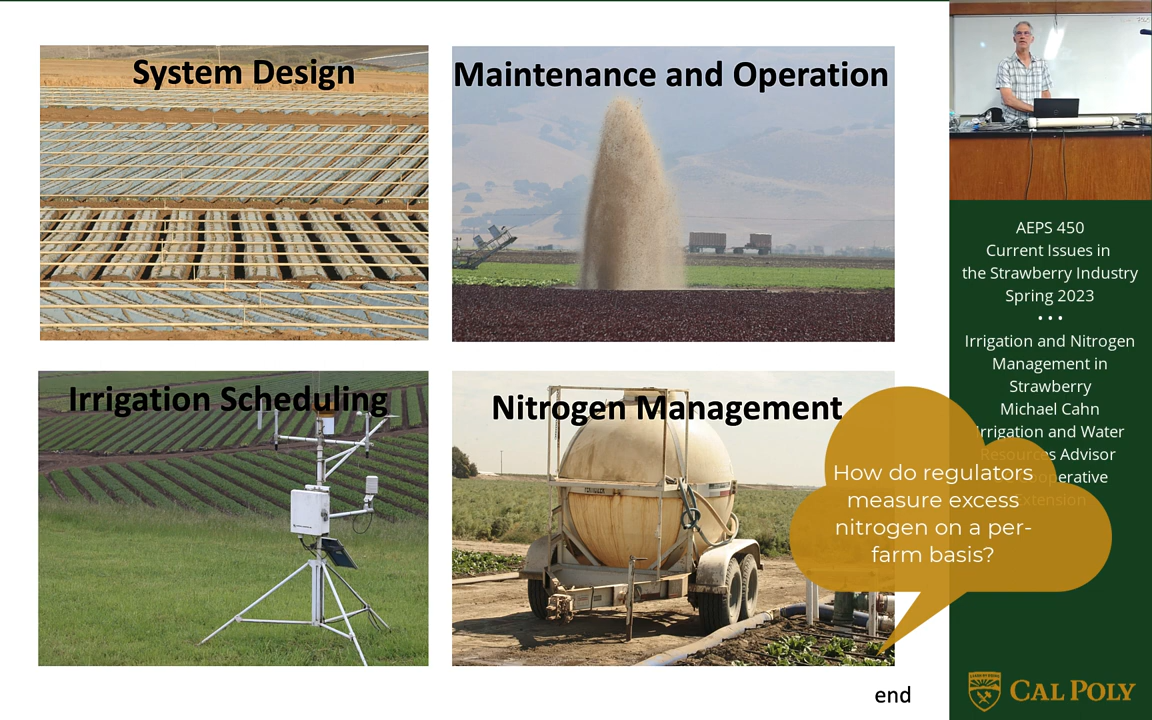 System Design
Maintenance and Operation
Irrigation Scheduling
Nitrogen Management
How do regulators
measure excess
nitrogen on a per-
farm basis?
end
AEPS 450
Current Issues in
the Strawberry Industry
Spring 2023
• • •
Irrigation and Nitrogen
Management in
Strawberry
Michael Cahn
Irrigation and Water
Resources Advisor
perative
Extension
CAL POLY